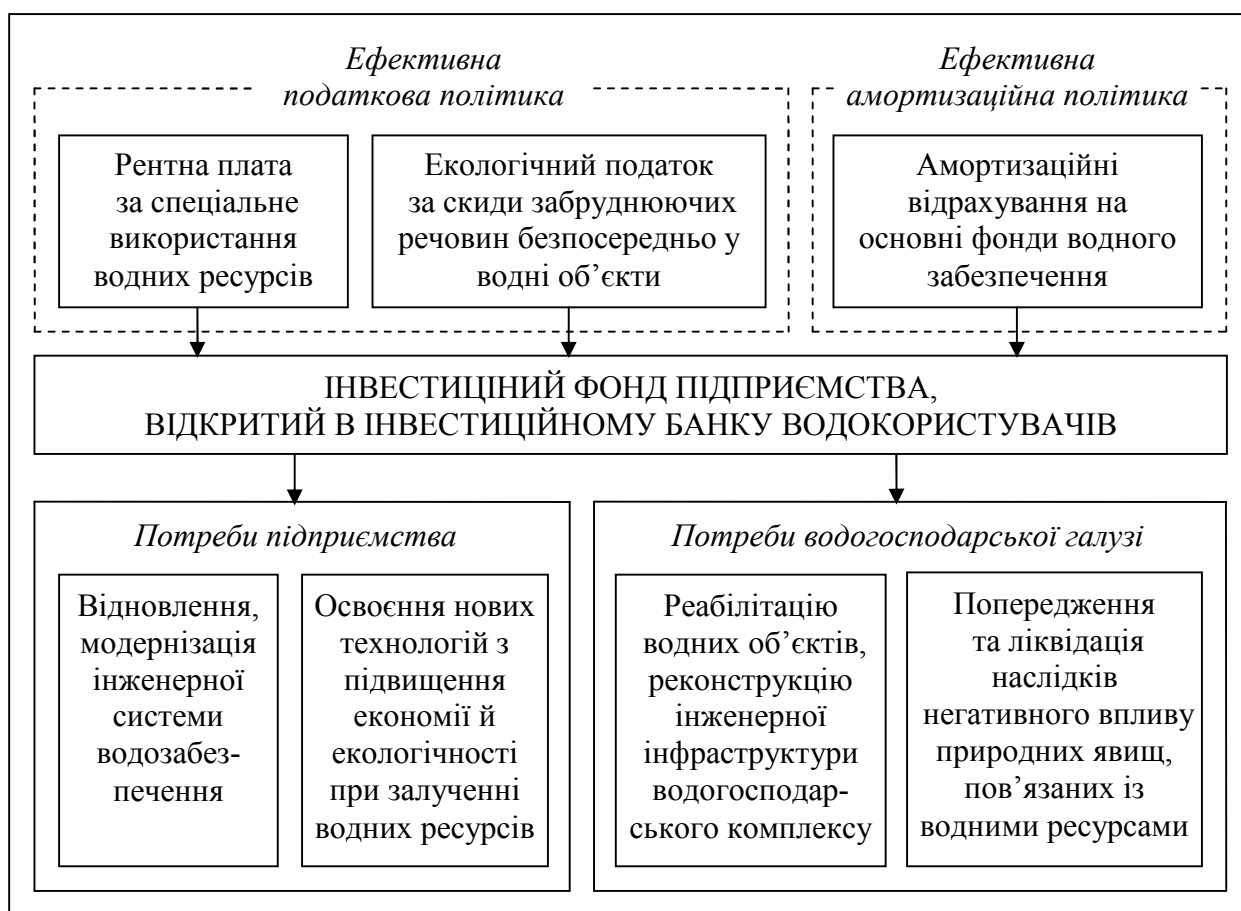 Ефективна
податкова політика
Ефективна
амортизаційна політика
Рентна плата
за спеціальне
використання
водних ресурсів
Екологічний податок
за скиди забруднюючих
речовин безпосередньо у
водні об’єкти
Амортизаційні
відрахування на
основні фонди водного
забезпечення
ІНВЕСТИЦІНИЙ ФОНД ПІДПРИЄМСТВА,
ВІДКРИТИЙ В ІНВЕСТИЦІЙНОМУ БАНКУ ВОДОКОРИСТУВАЧІВ
Потреби підприємства
Відновлення,
модернізація
інженерної
системи
водозабез-
печення
Освоєння нових
технологій з
підвищення
економії й
екологічності
при залученні
водних ресурсів
Потреби водогосподарської галузі
Реабілітацію
водних об’єктів,
реконструкцію
інженерної
інфраструктури
водогосподар-
ського комплексу
Попередження
та ліквідація
наслідків
негативного впливу
природних явищ,
пов’язаних із
водними ресурсами